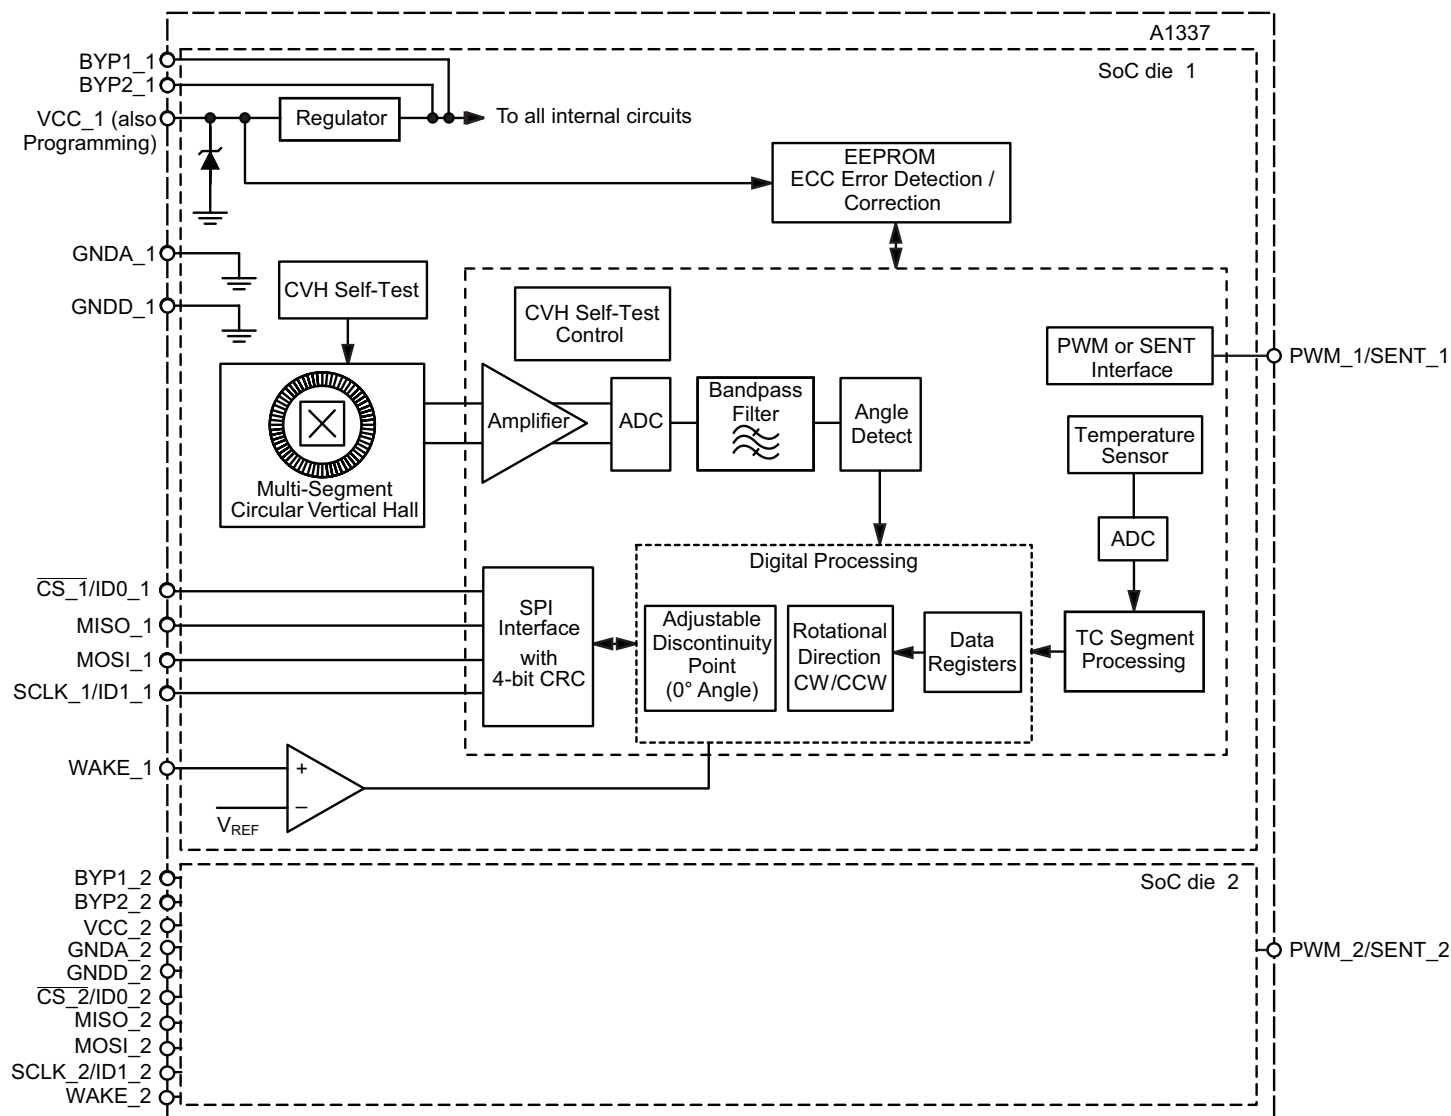 A1337
SoC die 1
BYP1_1
BYP2_1
VCC_1 (also
Programming)
Regulator
To all internal circuits
EEPROM
ECC Error Detection /
Correction
GNDA_1
GNDD_1
CVH Self-Test
CVH Self-Test
Control
PWM or SENT
Interface
PWM_1/SENT_1
Multi-Segment
Circular Vertical Hall
Amplifier
ADC
Bandpass
Filter
Angle
Detect
Temperature
Sensor
ADC
Digital Processing
CS_1/ID0_1
MISO_1
MOSI_1
SCLK_1/ID1_1
SPI
Interface
with
4-bit CRC
Adjustable
Discontinuity
Point
(0° Angle)
Rotational
Direction
CW/CCW
Data
Registers
TC Segment
Processing
WAKE_1
+
–
VREF
SoC die 2
BYP1_2
BYP2_2
VCC_2
GNDA_2
GNDD_2
CS_2/ID0_2
MISO_2
MOSI_2
SCLK_2/ID1_2
WAKE_2
PWM_2/SENT_2